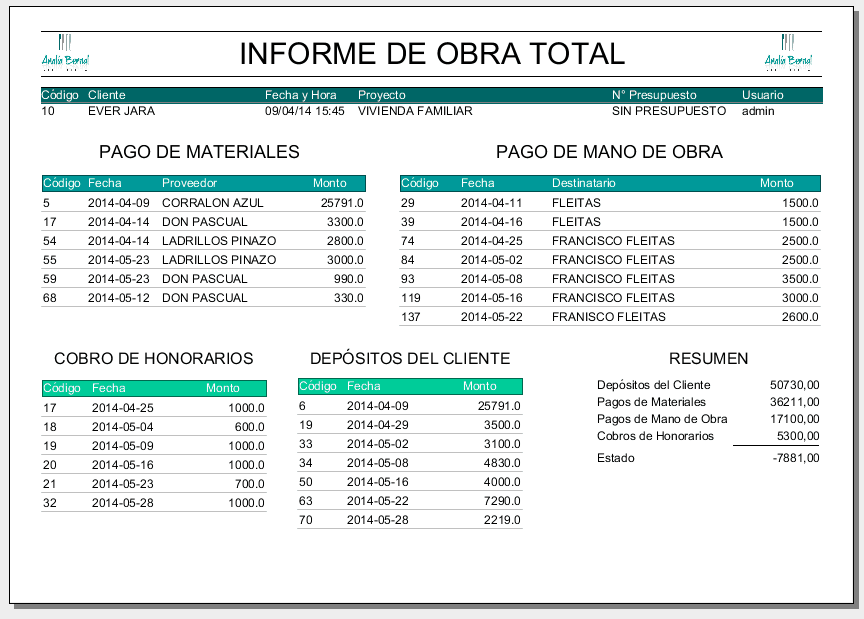 Analía Bernal
INFORME DE OBRA TOTAL
Analía Bernal
Código Cliente Fecha y Hora Proyecto N° Presupuesto Usuario
10 EVER JARA 09/04/14 15:45 VIVIENDA FAMILIAR SIN PRESUPUESTO admin
PAGO DE MATERIALES
Código Fecha Proveedor Monto
5 2014-04-09 CORRALON AZUL 25791.0
17 2014-04-14 DON PASCUAL 3300.0
54 2014-04-14 LADRILLOS PINAZO 2800.0
55 2014-05-23 LADRILLOS PINAZO 3000.0
59 2014-05-23 DON PASCUAL 990.0
68 2014-05-12 DON PASCUAL 330.0
PAGO DE MANO DE OBRA
Código Fecha Destinatario Monto
29 2014-04-11 FLEITAS 1500.0
39 2014-04-16 FLEITAS 1500.0
74 2014-04-25 FRANCISCO FLEITAS 2500.0
84 2014-05-02 FRANCISCO FLEITAS 2500.0
93 2014-05-08 FRANCISCO FLEITAS 3500.0
119 2014-05-16 FRANCISCO FLEITAS 3000.0
137 2014-05-22 FRANISCO FLEITAS 2600.0
COBRO DE HONORARIOS
Código Fecha Monto
17 2014-04-25 1000.0
18 2014-05-04 600.0
19 2014-05-09 1000.0
20 2014-05-16 1000.0
21 2014-05-23 700.0
32 2014-05-28 1000.0
DEPÓSITOS DEL CLIENTE
Código Fecha Monto
6 2014-04-09 25791.0
19 2014-04-29 3500.0
33 2014-05-02 3100.0
34 2014-05-08 4830.0
50 2014-05-16 4000.0
63 2014-05-22 7290.0
70 2014-05-28 2219.0
RESUMEN
Depósitos del Cliente 50730,00
Pagos de Materiales 36211,00
Pagos de Mano de Obra 17100,00
Cobros de Honorarios 5300,00
Estado -7881,00